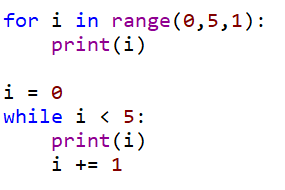 for i in range(0,5,1):
    print(i)

i = 0
while i < 5:
    print(i)
    i += 1